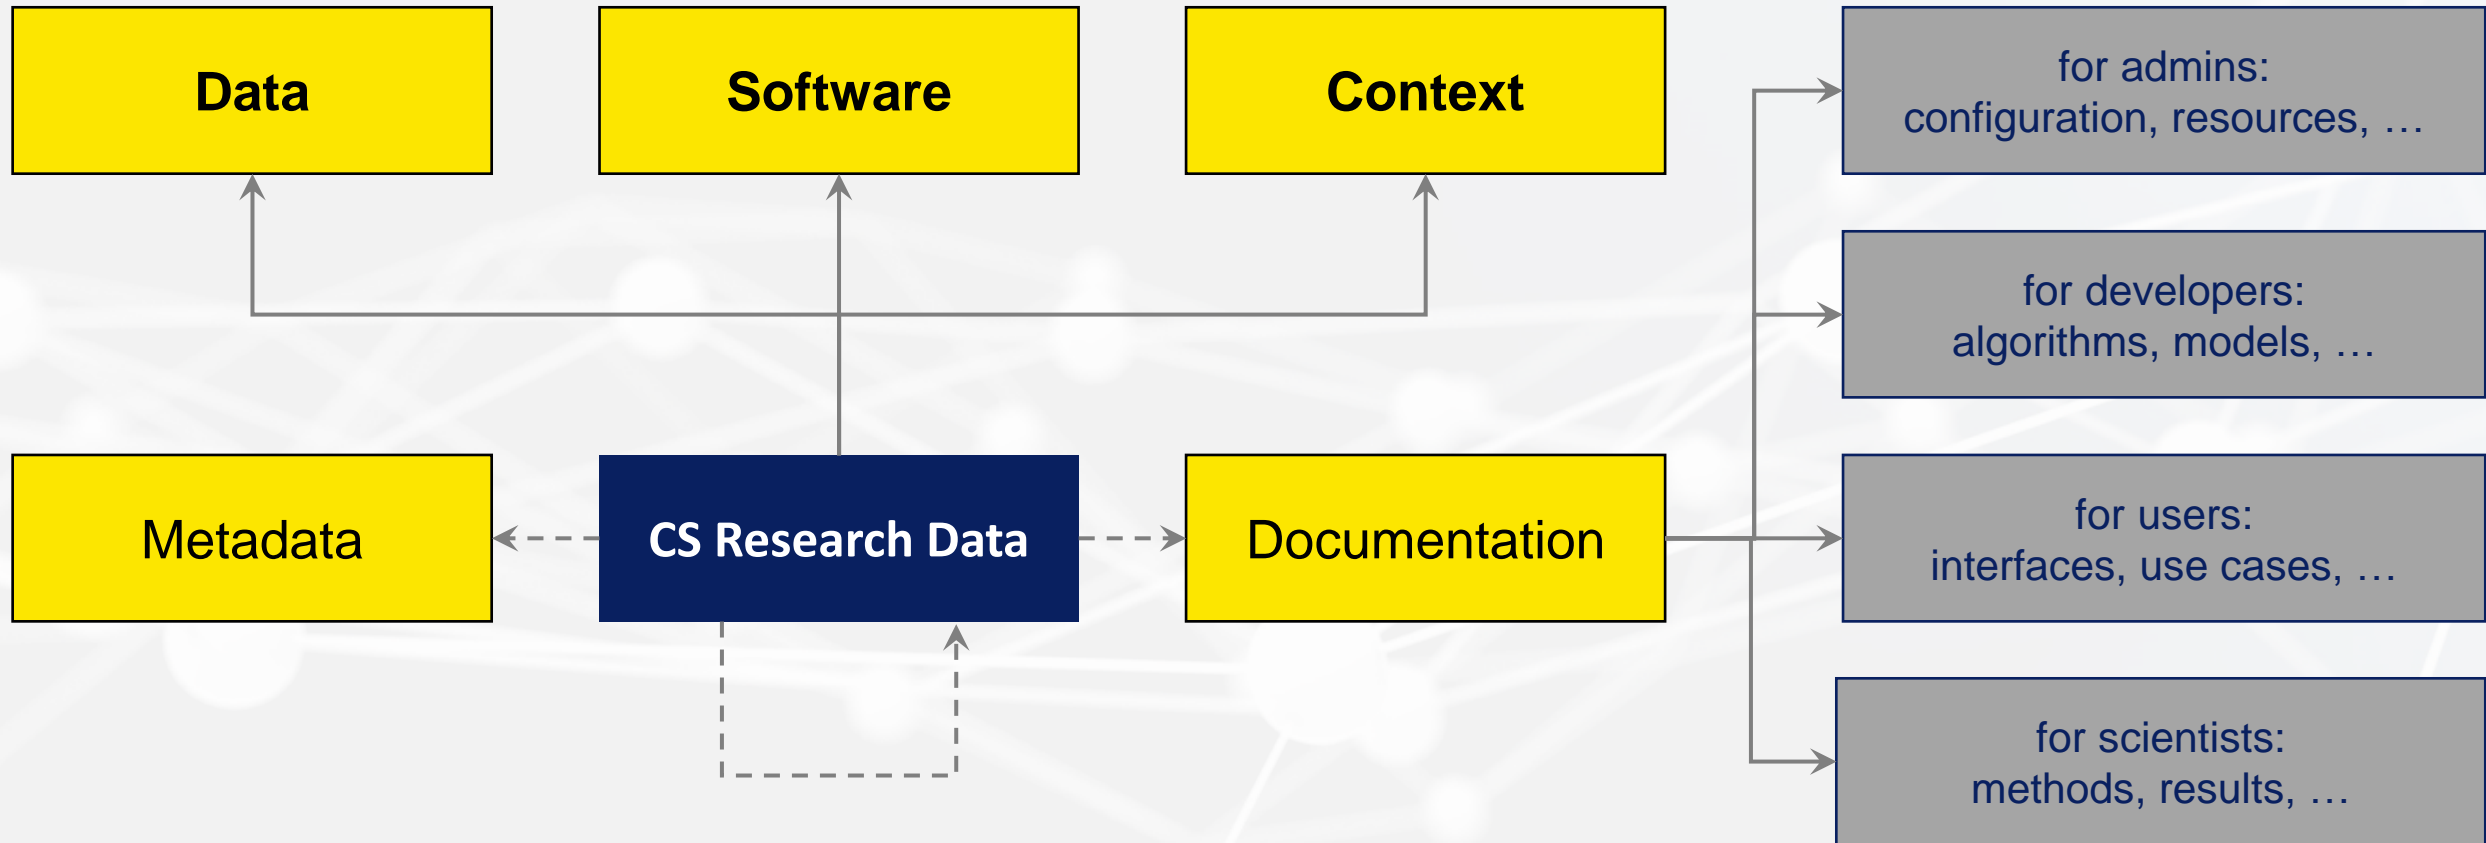 Data
Software
Context
for admins:
configuration, resources, …
for developers:
algorithms, models, …
Metadata
CS Research Data
Documentation
for users:
interfaces, use cases, …
for scientists:
methods, results, …